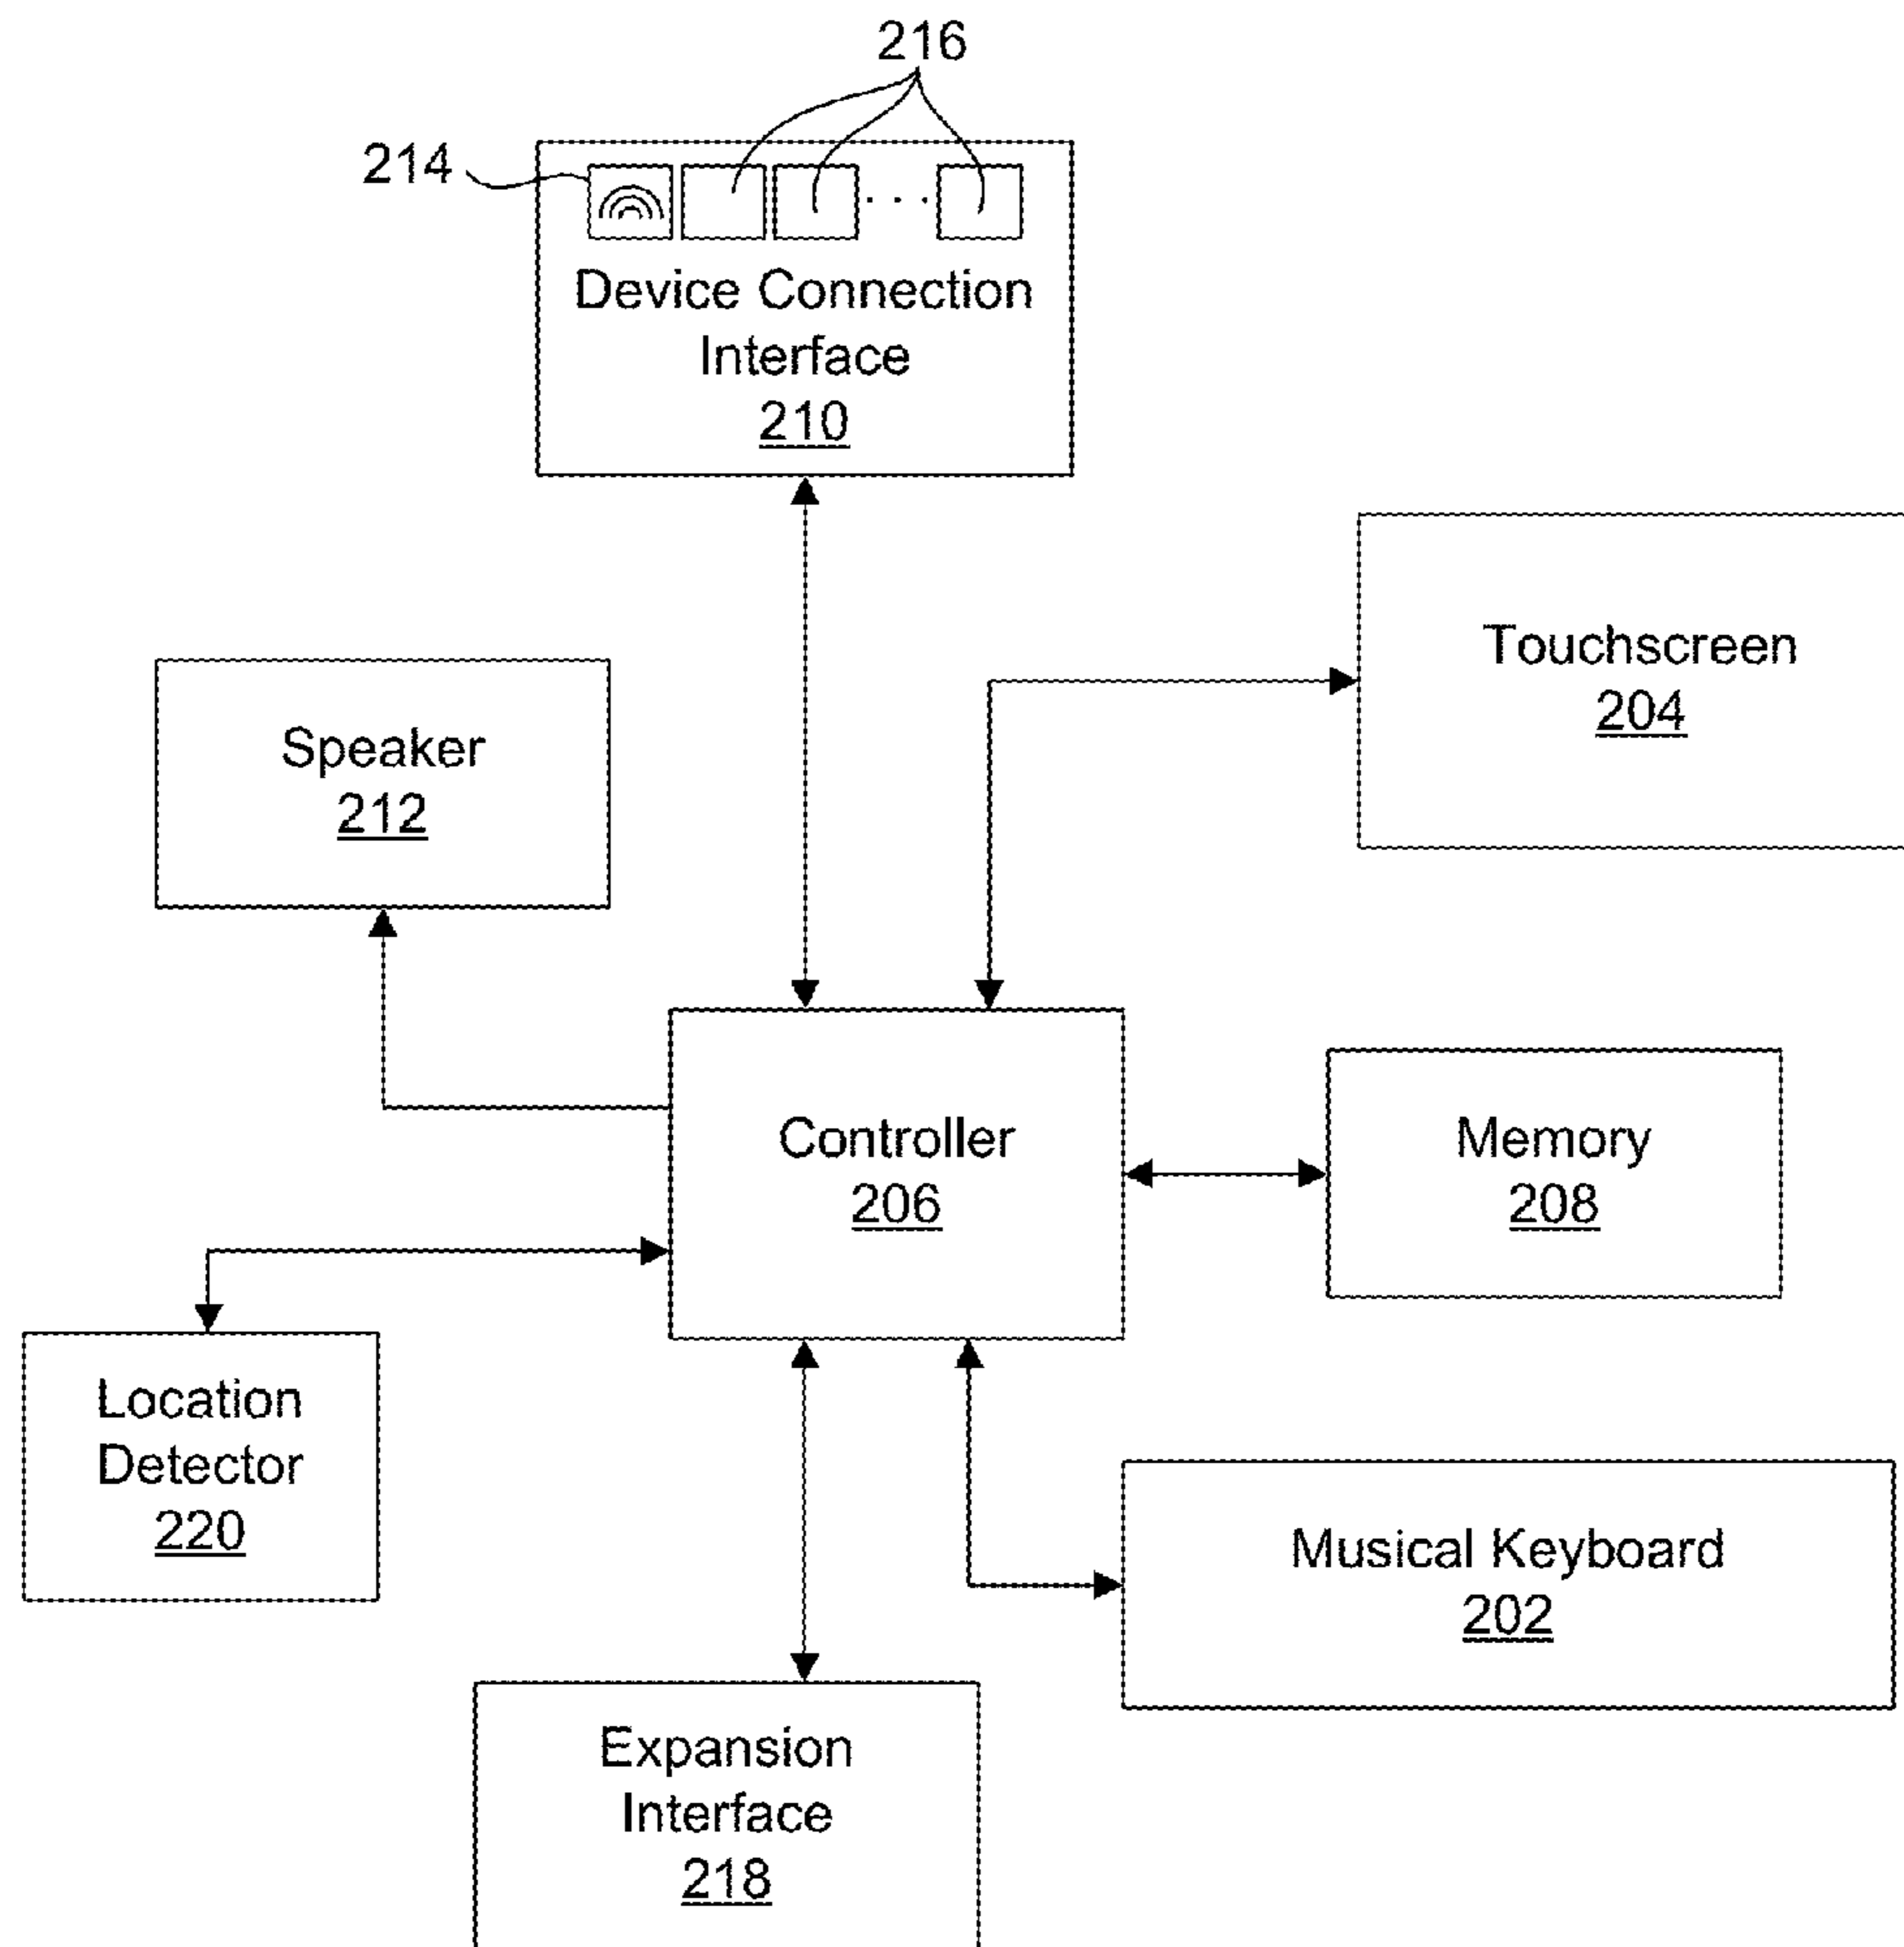 216
214
. . .
Device Connection
Interface
210
Touchscreen
204
Speaker
212
Controller
206
Memory
208
Location
Detector
220
Musical Keyboard
202
Expansion
Interface
218